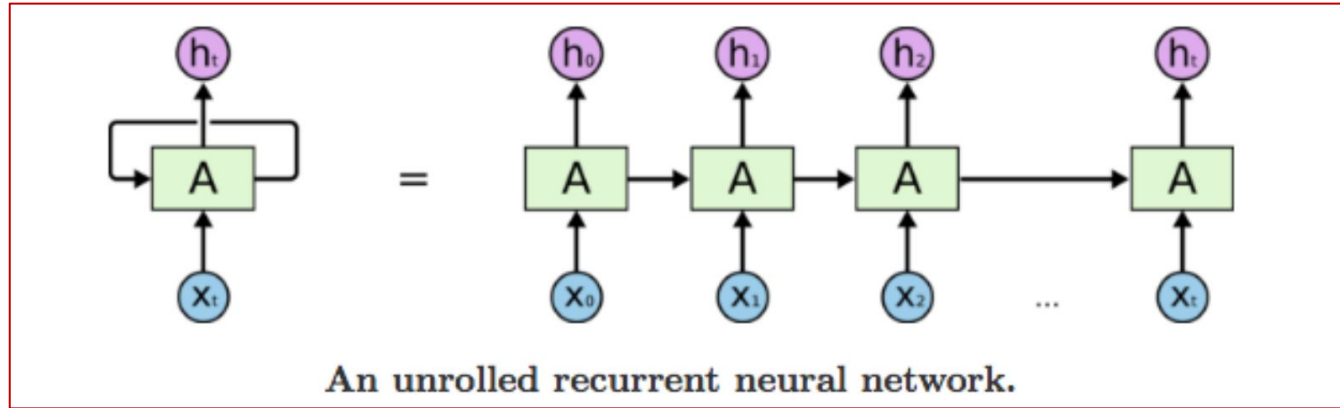 hₜ h₀ h₁ h₂ hₜ
A = A A A A
xₜ x₀ x₁ x₂ ... xₜ
An unrolled recurrent neural network.